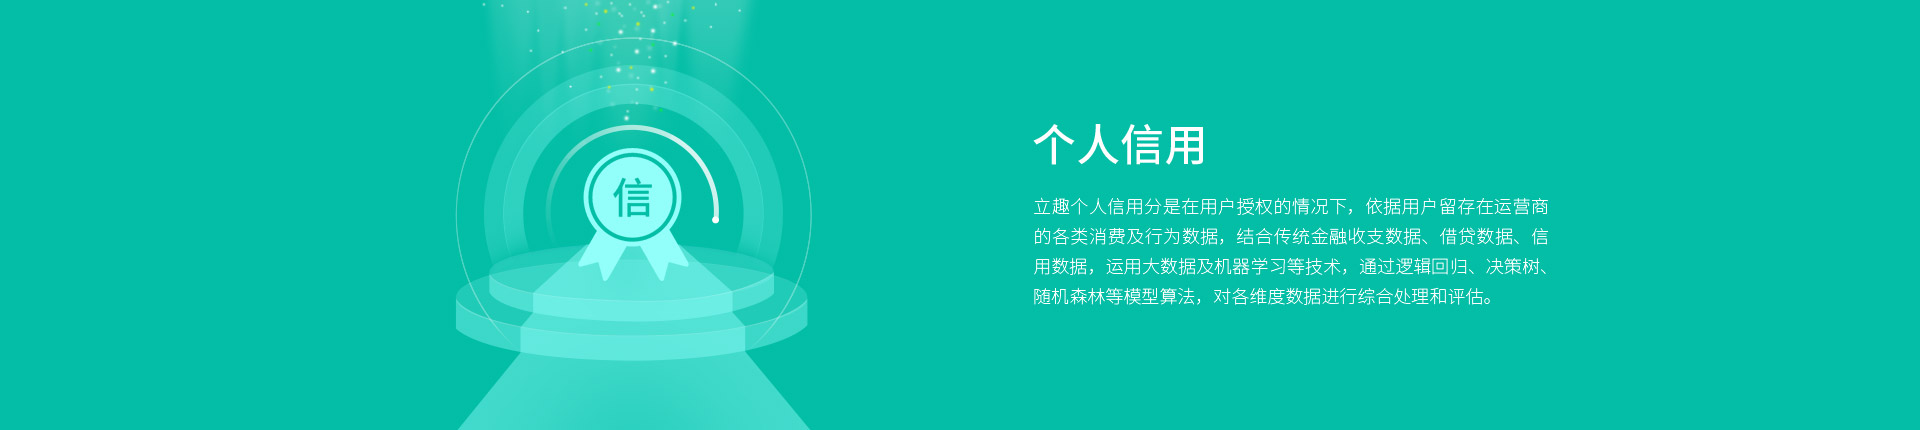 信
个人信用
立趣个人信用分是在用户授权的情况下，依据用户留存在运营商
的各类消费及行为数据，结合传统金融收支数据、借贷数据、信
用数据，运用大数据及机器学习等技术，通过逻辑回归、决策树、
随机森林等模型算法，对各维度数据进行综合处理和评估。